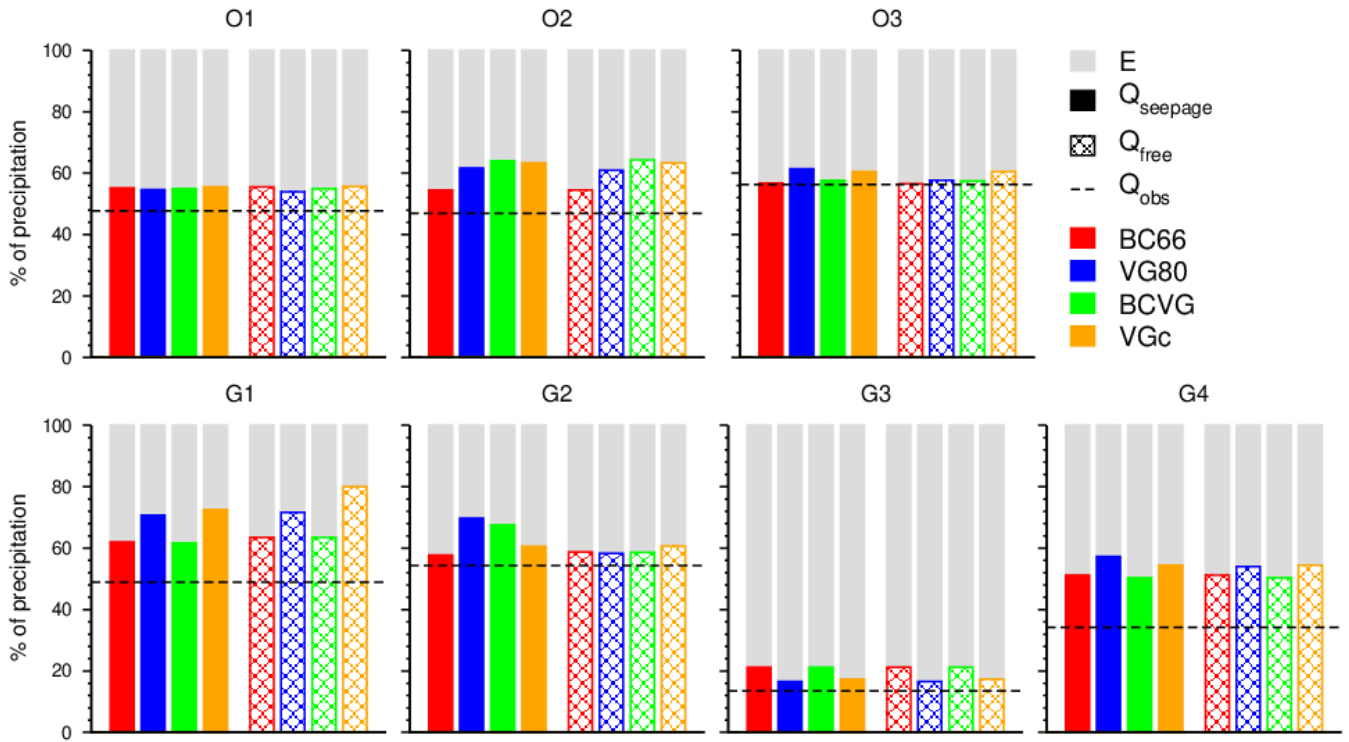 O1 O2 O3
100
80
60
40
20
0
% of precipitation
E
Qseepage
Qfree
Qobs
BC66
VG80
BCVG
VGc
G1 G2 G3 G4
100
80
60
40
20
0
% of precipitation